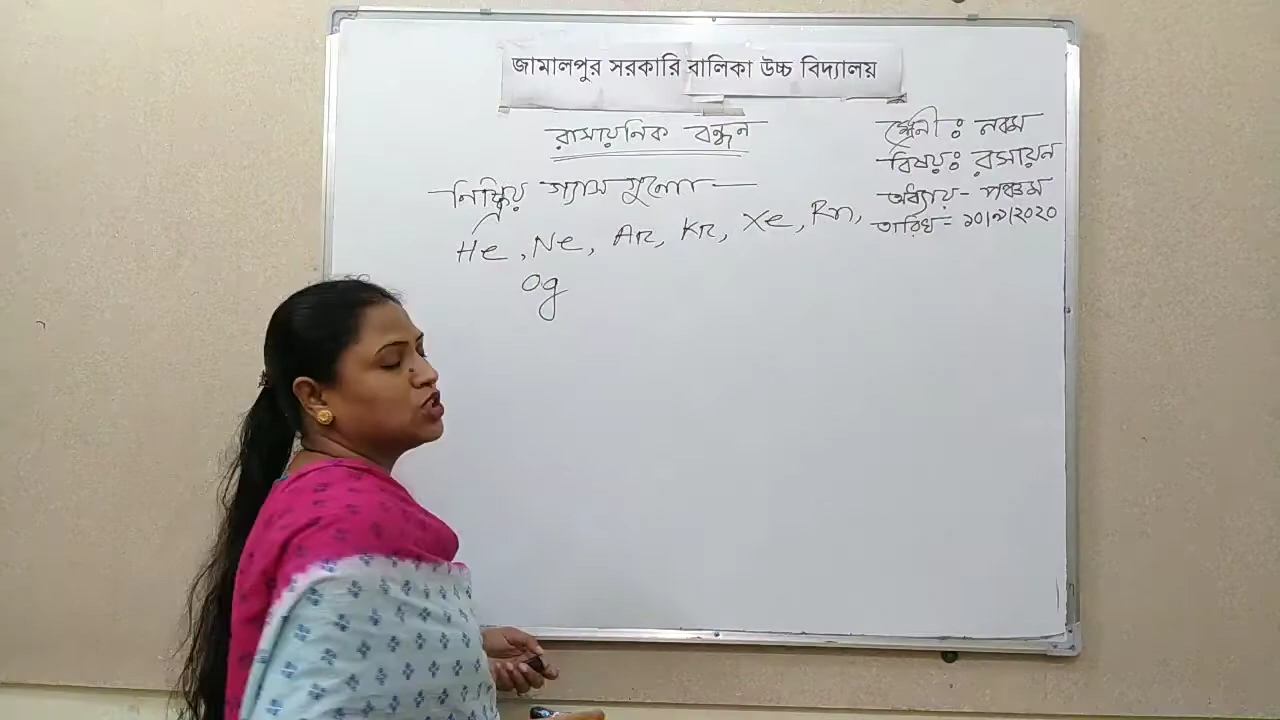 জামালপুর সরকারি বালিকা উচ্চ বিদ্যালয়
রাসায়নিক বন্ধন
শ্রেনী : নবম
বিষয় : রসায়ন
অধ্যায় - পঞ্চম
তারিখ = ১০/৯/২০২০
নিষ্ক্রিয় গ্যাস গুলো —
He, Ne, Ar, Kr, Xe, Rn,
Og